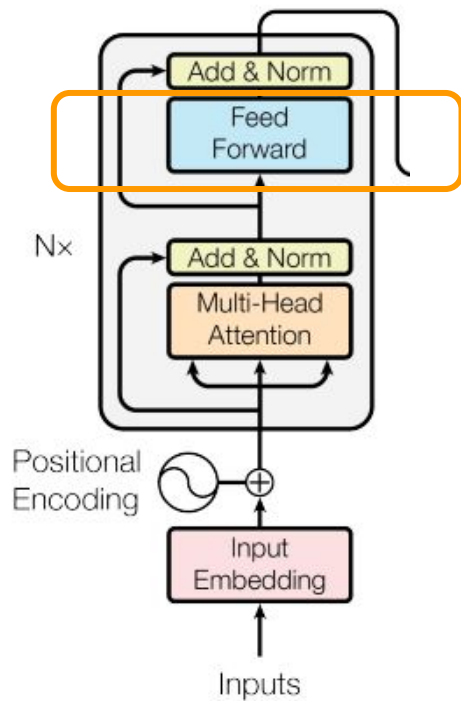 Add & Norm
Feed
Forward
Nx
Add & Norm
Multi-Head
Attention
Positional
Encoding
Input
Embedding
Inputs